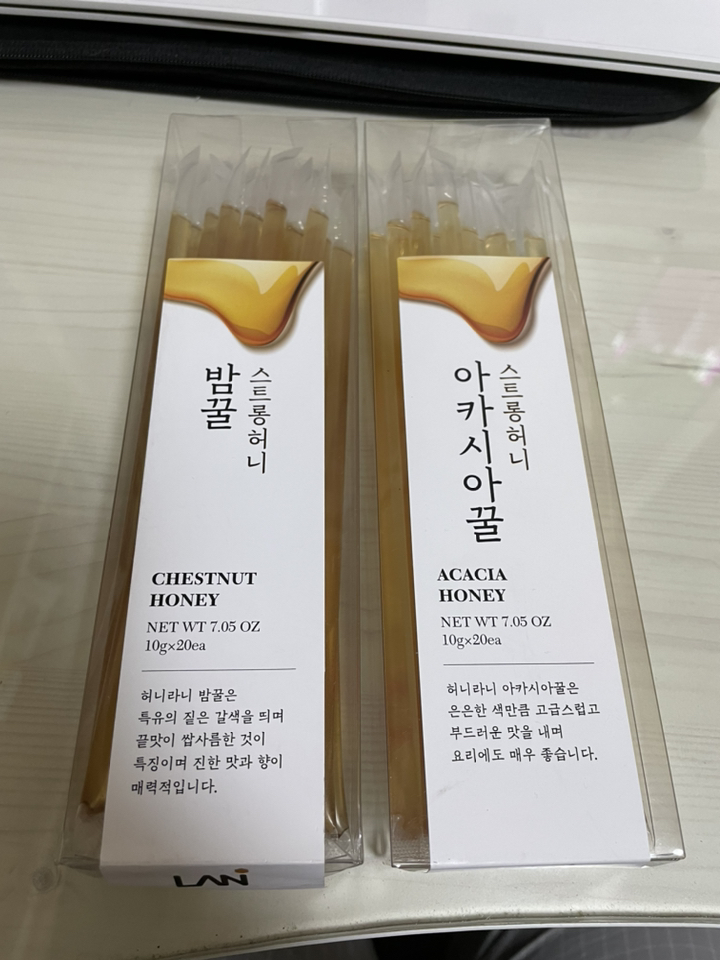 밤꿀
스트롱허니
CHESTNUT
HONEY
NET WT 7.05 OZ
10g×20ea
허니라니 밤꿀은
특유의 짙은 갈색을 띄며
끝맛이 쌉사름한 것이
특징이며 진한 맛과 향이
매력적입니다.
LANI
아카시아꿀
스트롱허니
ACACIA
HONEY
NET WT 7.05 OZ
10g×20ea
허니라니 아카시아꿀은
은은한 색만큼 고급스럽고
부드러운 맛을 내며
요리에도 매우 좋습니다.